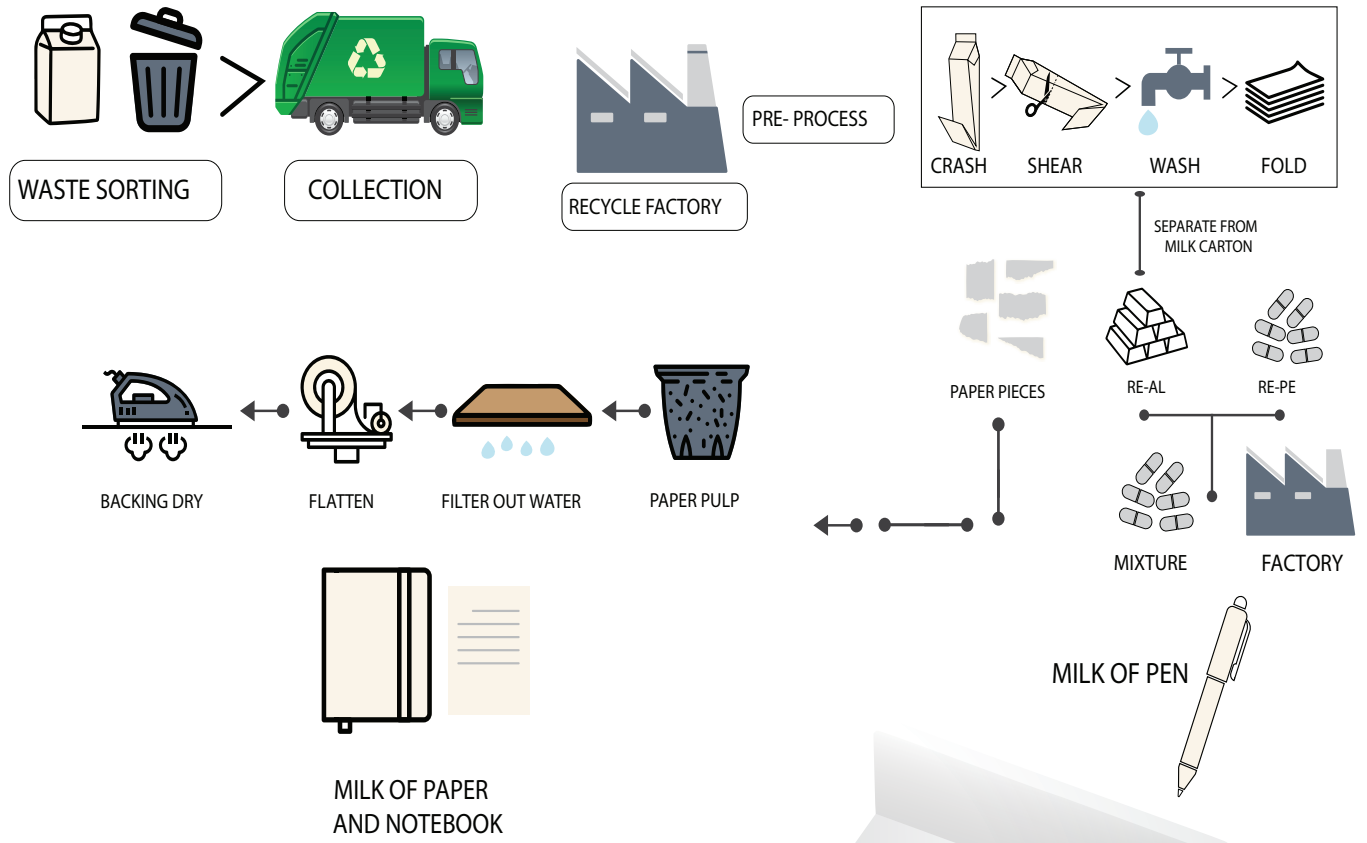 WASTE SORTING
COLLECTION
RECYCLE FACTORY
PRE- PROCESS
CRASH
SHEAR
WASH
FOLD
SEPARATE FROM
MILK CARTON
PAPER PIECES
RE-AL
RE-PE
MIXTURE
FACTORY
MILK OF PEN
PAPER PULP
FILTER OUT WATER
FLATTEN
BACKING DRY
MILK OF PAPER
AND NOTEBOOK